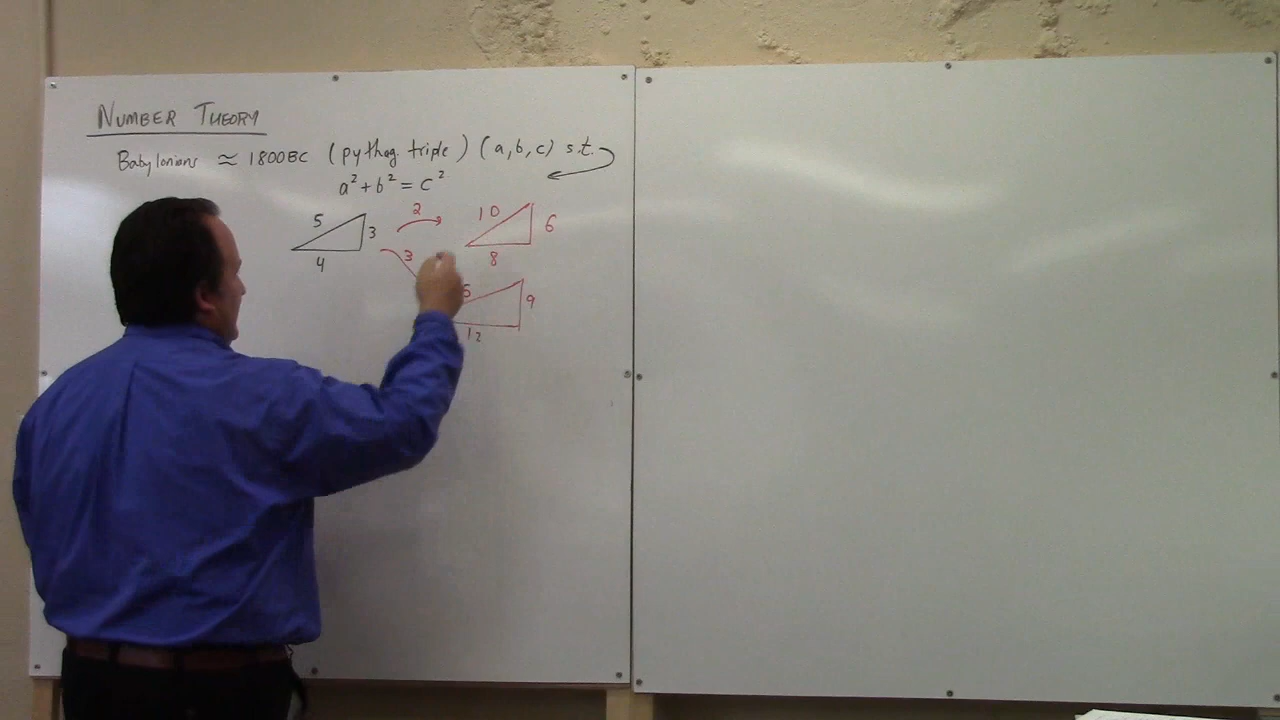 NUMBER THEORY
Babylonians ≈ 1800BC (pythag triple) (a,b,c) s.t.
a² + b² = c²
5 3 4
2
10 6 8
3
5 9 12